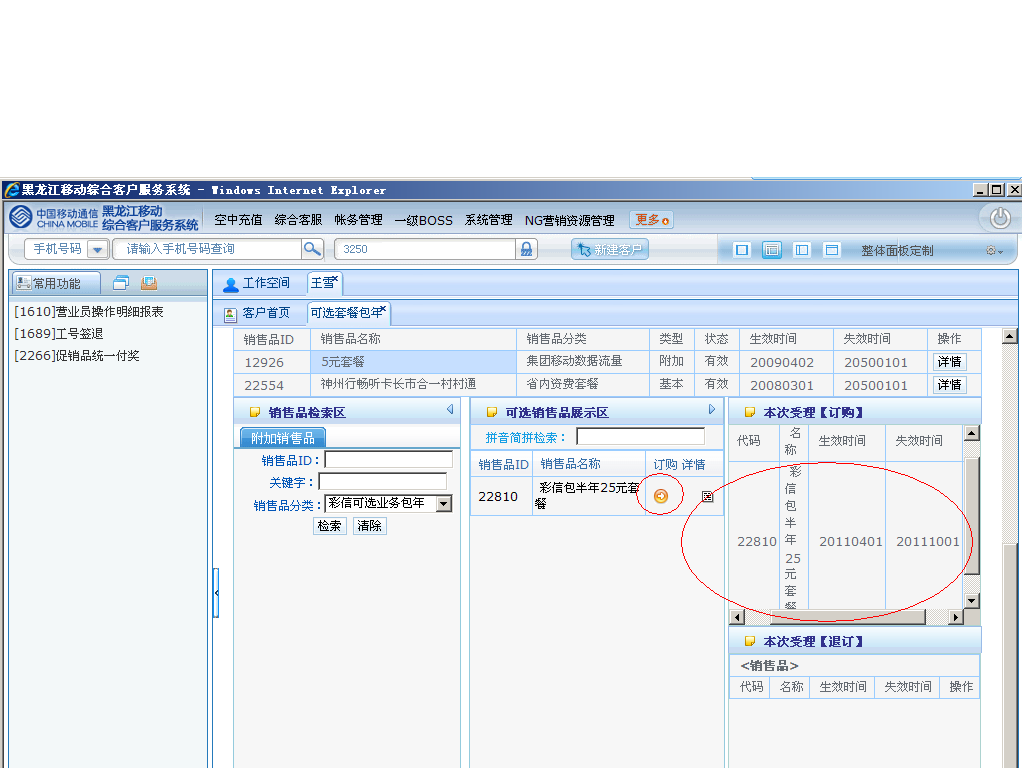 黑龙江移动综合客户服务系统 - Windows Internet Explorer
中国移动通信 CHINA MOBILE 黑龙江移动 综合客户服务系统 空中充值 综合客服 帐务管理 一级BOSS 系统管理 NG营销资源管理 更多
手机号码 请输入手机号码查询 3250 新建客户 整体面板定制
常用功能
[1610]营业员操作明细报表
[1689]工号签退
[2266]促销品统一付奖
工作空间 王雪
客户首页 可选套餐包年
销售品ID 销售品名称 销售品分类 类型 状态 生效时间 失效时间 操作
12926 5元套餐 集团移动数据流量 附加 有效 20090402 20500101 详情
22554 神州行畅听卡长市合一村村通 省内资费套餐 基本 有效 20080301 20500101 详情
销售品检索区
附加销售品
销售品ID：
关键字：
销售品分类： 彩信可选业务包年
检索 清除
可选销售品展示区
拼音简拼检索：
销售品ID 销售品名称 订购 详情
22810 彩信包半年25元套餐
本次受理【订购】
代码 名称 生效时间 失效时间
22810 彩信包半年25元套餐 20110401 20111001
本次受理【退订】
<销售品>
代码 名称 生效时间 失效时间 操作